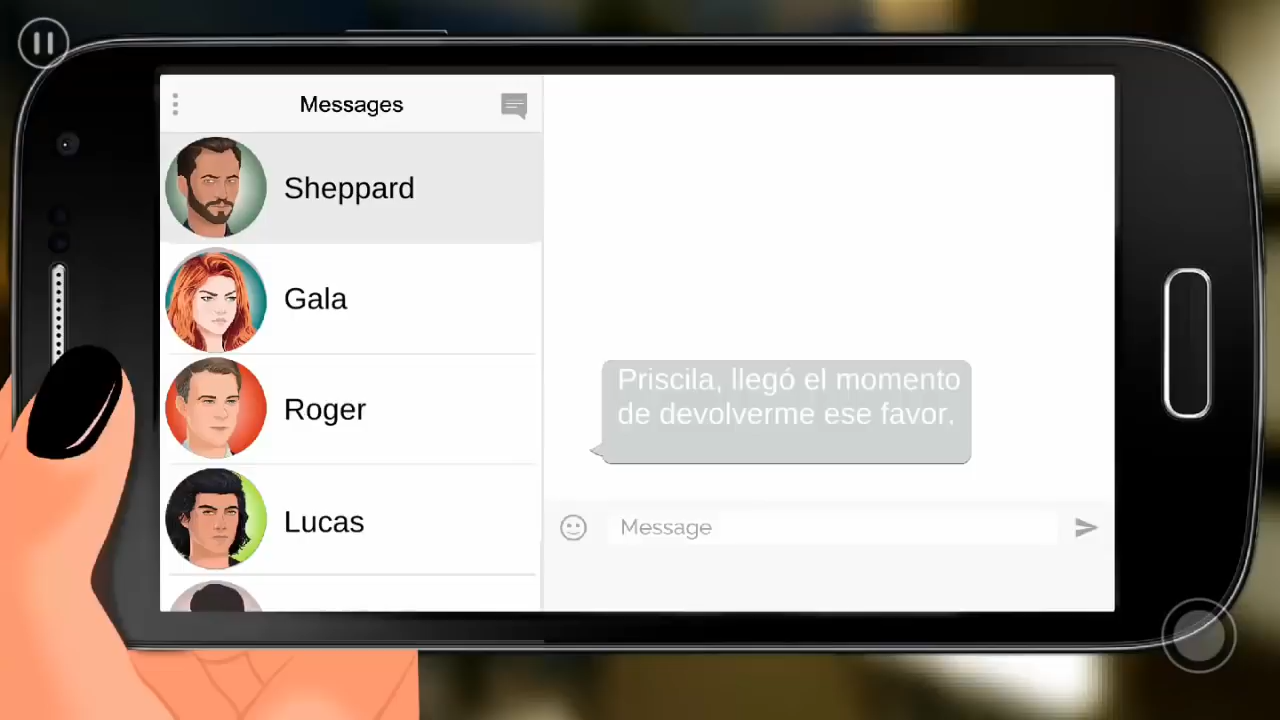 Messages
Sheppard
Gala
Roger
Lucas
Priscila, llegó el momento
de devolverme ese favor.
Message